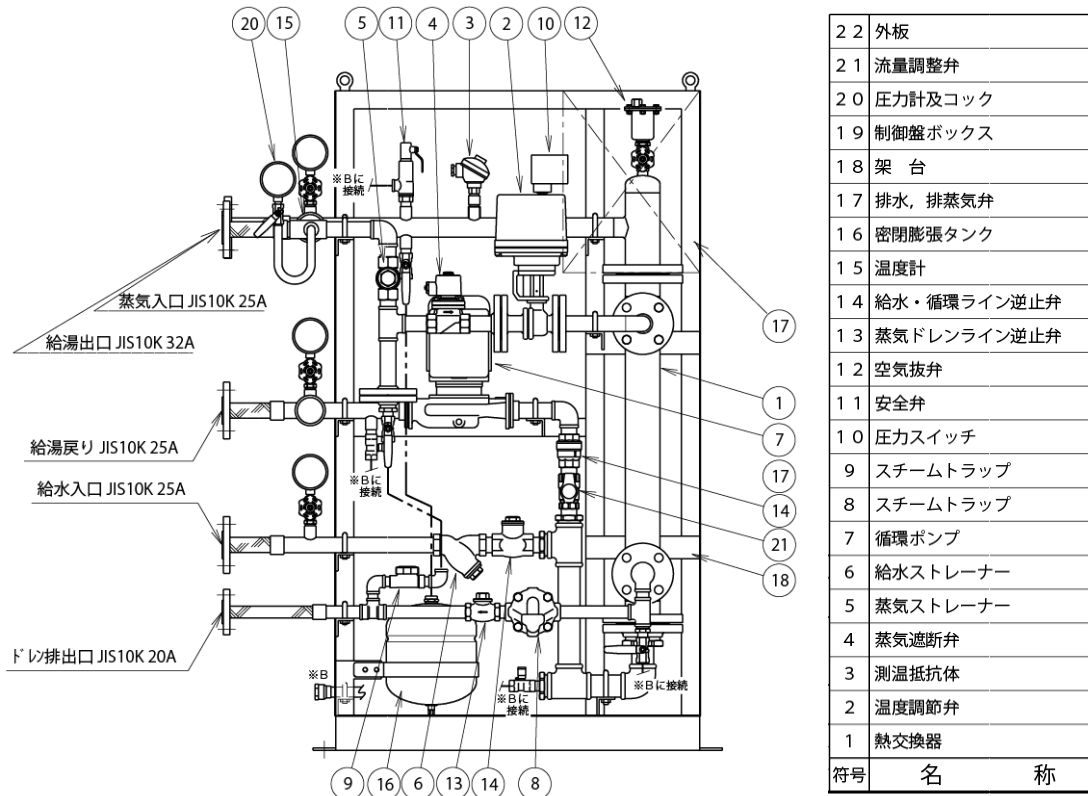 20
15
5
11
4
3
2
10
12
※Bに
接続
蒸気入口 JIS10K 25A
給湯出口 JIS10K 32A
17
1
給湯戻り JIS10K 25A
7
※Bに
接続
17
給水入口 JIS10K 25A
14
21
18
ドレン排出口 JIS10K 20A
※B
※Bに
接続
※Bに接続
9
16
6
13
14
8
22 外板
21 流量調整弁
20 圧力計及コック
19 制御盤ボックス
18 架 台
17 排水，排蒸気弁
16 密閉膨張タンク
15 温度計
14 給水・循環ライン逆止弁
13 蒸気ドレンライン逆止弁
12 空気抜弁
11 安全弁
10 圧力スイッチ
9 スチームトラップ
8 スチームトラップ
7 循環ポンプ
6 給水ストレーナー
5 蒸気ストレーナー
4 蒸気遮断弁
3 測温抵抗体
2 温度調節弁
1 熱交換器
符号 名 称